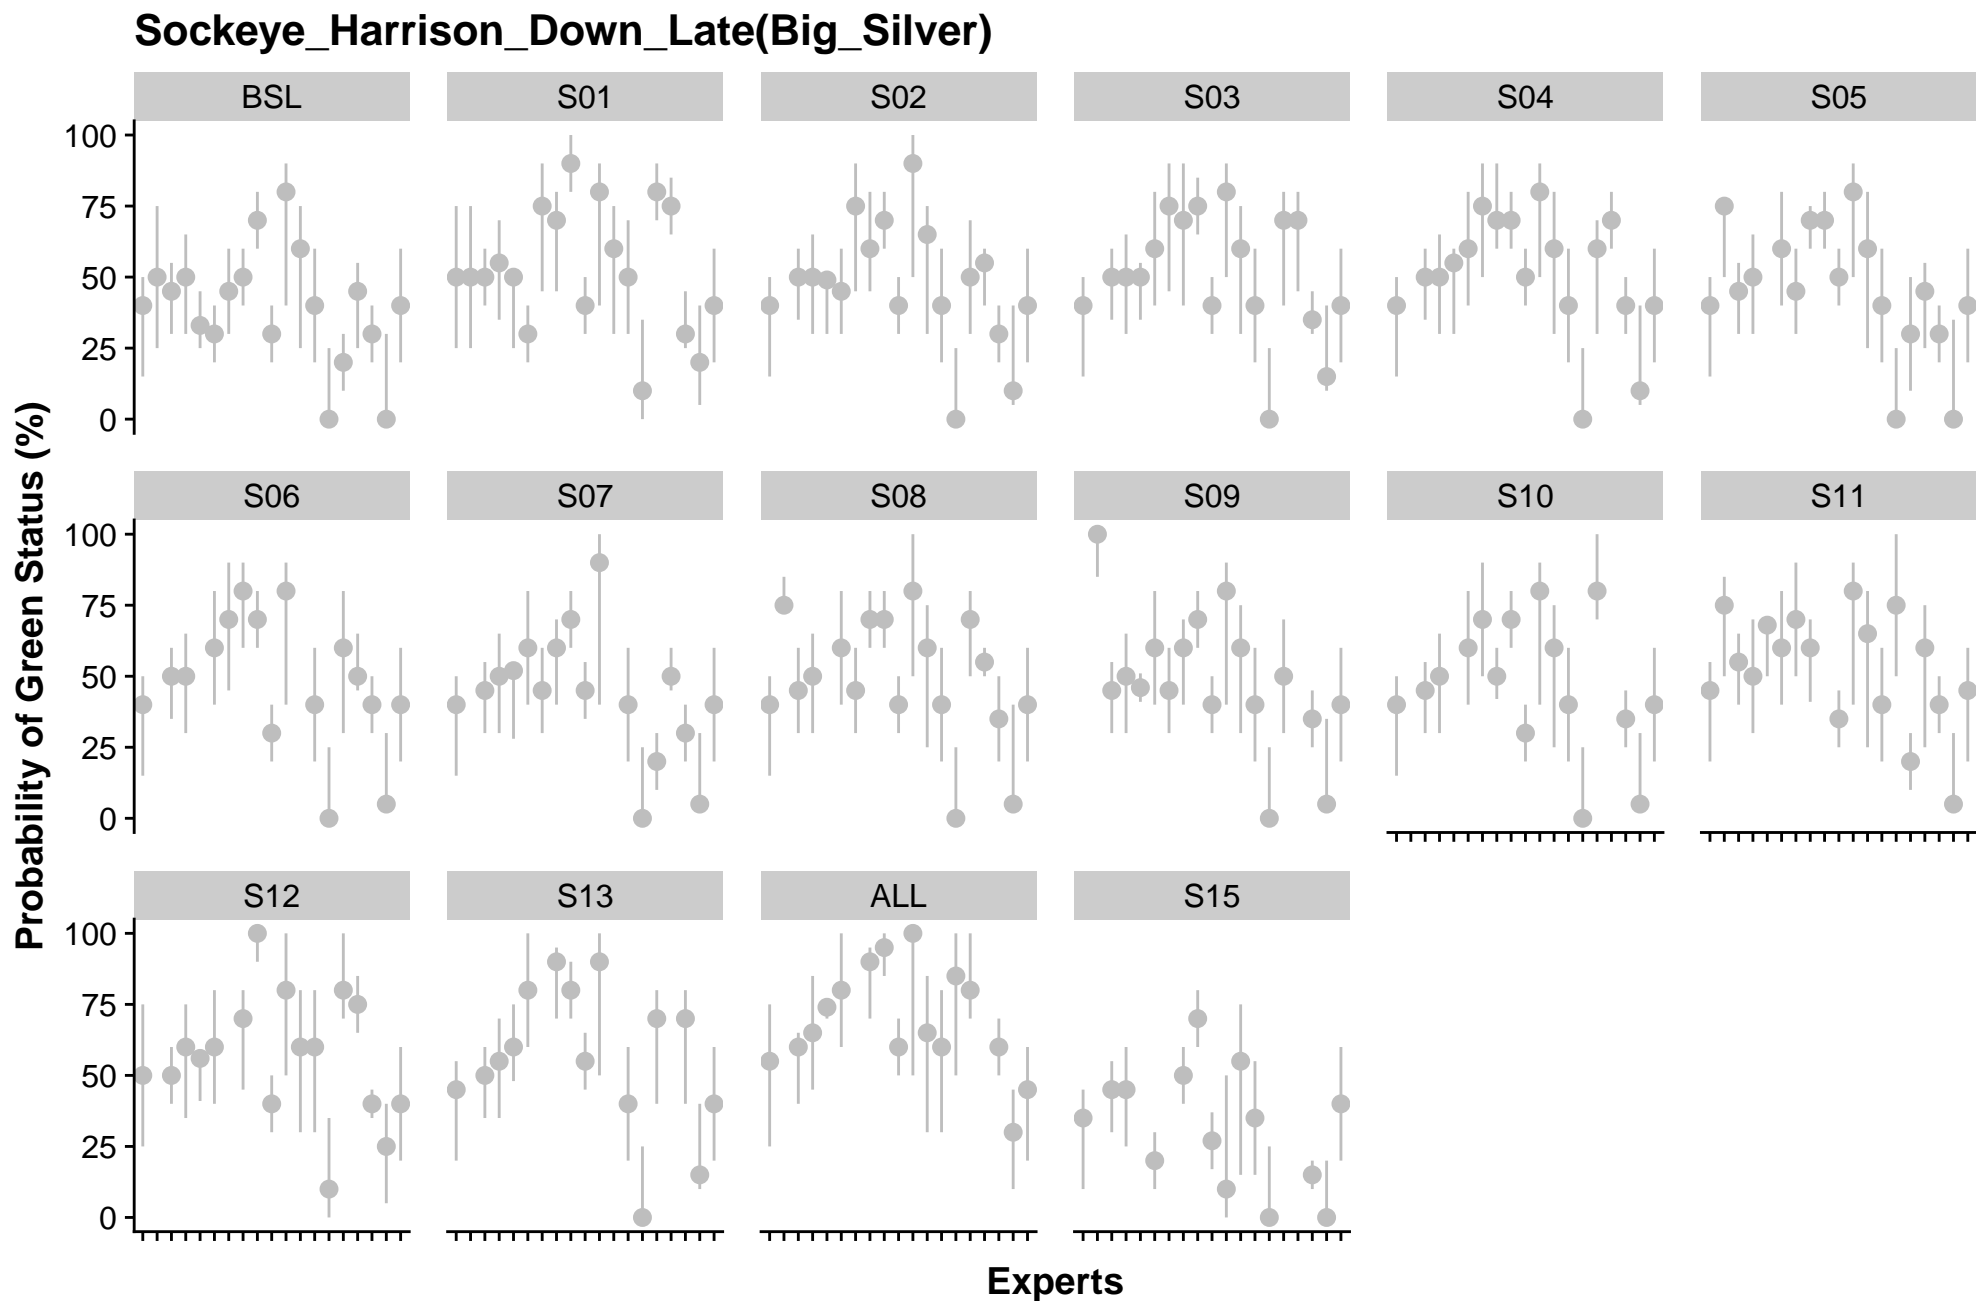 Sockeye_Harrison_Down_Late(Big_Silver)
BSL S01 S02 S03 S04 S05
100
75
50
25
0
S06 S07 S08 S09 S10 S11
100
75
50
25
0
S12 S13 ALL S15
100
75
50
25
0
Probability of Green Status (%)
Experts